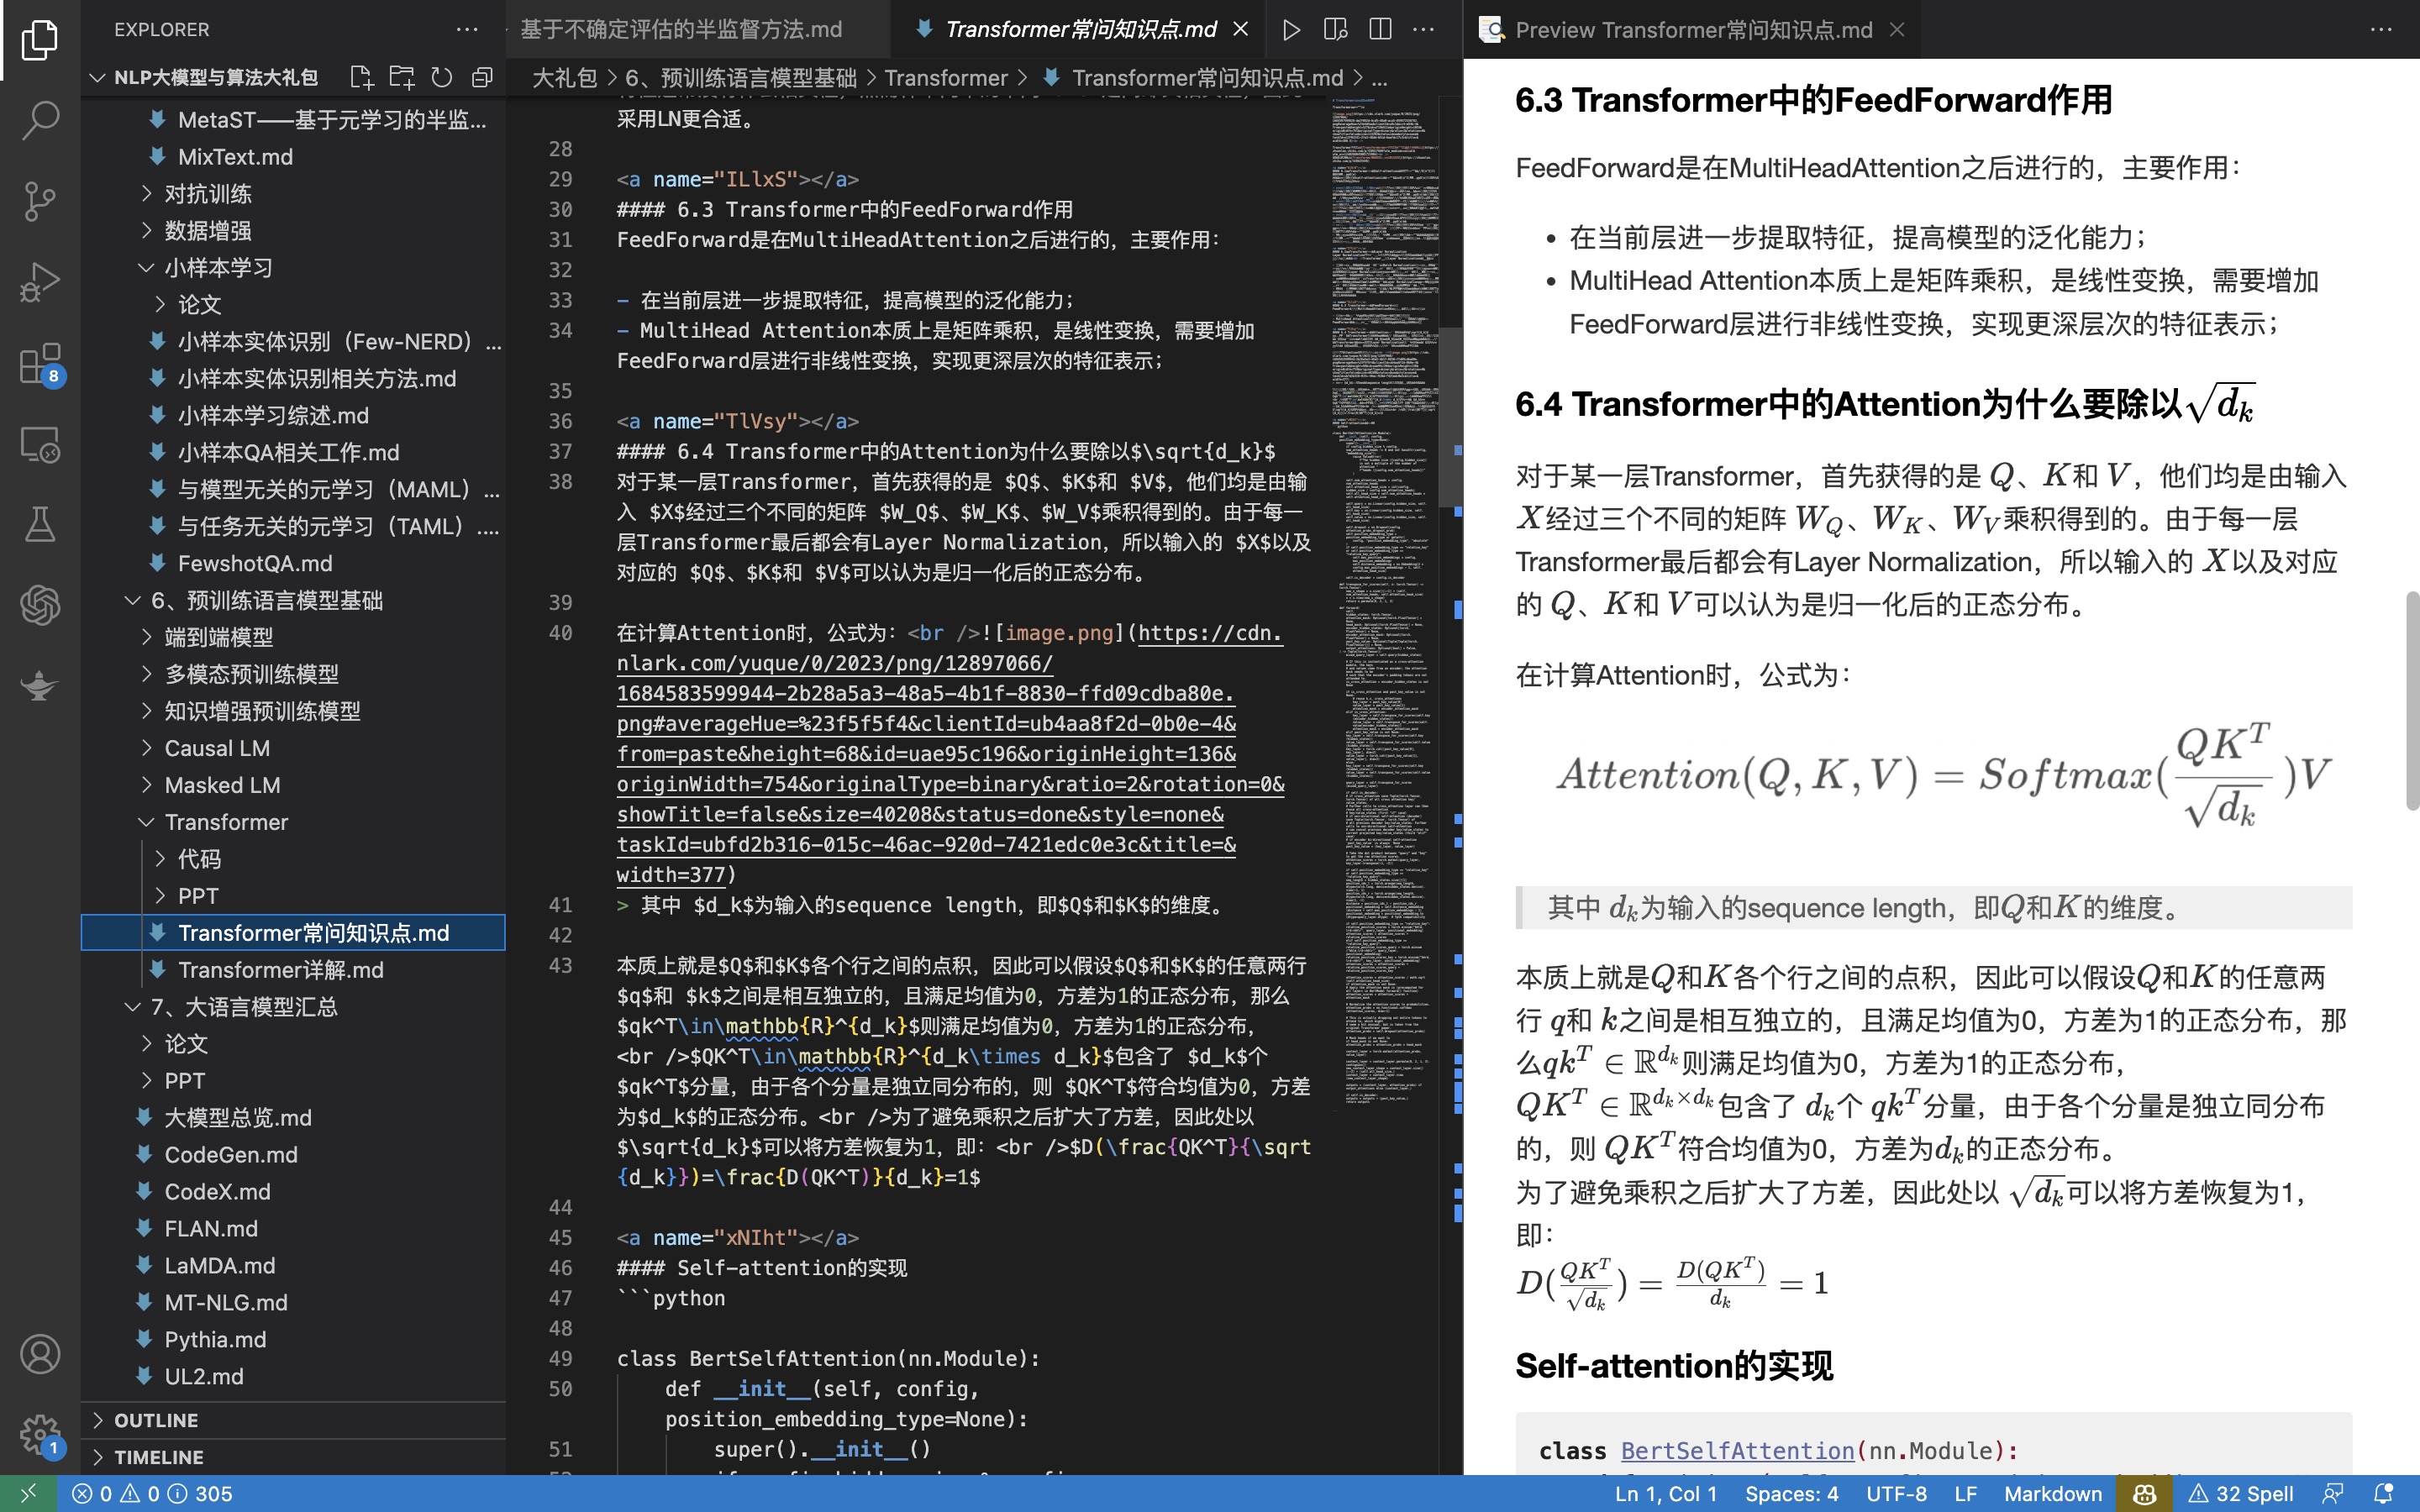 EXPLORER
NLP大模型与算法大礼包
MetaST——基于元学习的半监...
MixText.md
对抗训练
数据增强
小样本学习
论文
小样本实体识别（Few-NERD）...
小样本实体识别相关方法.md
小样本学习综述.md
小样本QA相关工作.md
与模型无关的元学习（MAML）...
与任务无关的元学习（TAML）....
FewshotQA.md
6、预训练语言模型基础
端到端模型
多模态预训练模型
知识增强预训练模型
Causal LM
Masked LM
Transformer
代码
PPT
Transformer常问知识点.md
Transformer详解.md
7、大语言模型汇总
论文
PPT
大模型总览.md
CodeGen.md
CodeX.md
FLAN.md
LaMDA.md
MT-NLG.md
Pythia.md
UL2.md
OUTLINE
TIMELINE
8
1
基于不确定评估的半监督方法.md
Transformer常问知识点.md
大礼包 > 6、预训练语言模型基础 > Transformer > Transformer常问知识点.md > ...
采用LN更合适。
28
29 <a name="ILlxS"></a>
30 #### 6.3 Transformer中的FeedForward作用
31 FeedForward是在MultiHeadAttention之后进行的，主要作用：
32
33 - 在当前层进一步提取特征，提高模型的泛化能力；
34 - MultiHead Attention本质上是矩阵乘积，是线性变换，需要增加
FeedForward层进行非线性变换，实现更深层次的特征表示；
35
36 <a name="TlVsy"></a>
37 #### 6.4 Transformer中的Attention为什么要除以$\sqrt{d_k}$
38 对于某一层Transformer，首先获得的是 $Q$、$K$和 $V$，他们均是由输
入 $X$经过三个不同的矩阵 $W_Q$、$W_K$、$W_V$乘积得到的。由于每一
层Transformer最后都会有Layer Normalization，所以输入的 $X$以及
对应的 $Q$、$K$和 $V$可以认为是归一化后的正态分布。
39
40 在计算Attention时，公式为：<br />![image.png](https://cdn.
nlark.com/yuque/0/2023/png/12897066/
1684583599944-2b28a5a3-48a5-4b1f-8830-ffd09cdba80e.
png#averageHue=%23f5f5f4&clientId=ub4aa8f2d-0b0e-4&
from=paste&height=68&id=uae95c196&originHeight=136&
originWidth=754&originalType=binary&ratio=2&rotation=0&
showTitle=false&size=40208&status=done&style=none&
taskId=ubfd2b316-015c-46ac-920d-7421edc0e3c&title=&
width=377)
41 > 其中 $d_k$为输入的sequence length，即$Q$和$K$的维度。
42
43 本质上就是$Q$和$K$各个行之间的点积，因此可以假设$Q$和$K$的任意两行
$q$和 $k$之间是相互独立的，且满足均值为0，方差为1的正态分布，那么
$qk^T\in\mathbb{R}^{d_k}$则满足均值为0，方差为1的正态分布，
<br />$QK^T\in\mathbb{R}^{d_k\times d_k}$包含了 $d_k$个
$qk^T$分量，由于各个分量是独立同分布的，则 $QK^T$符合均值为0，方差
为$d_k$的正态分布。<br />为了避免乘积之后扩大了方差，因此处以
$\sqrt{d_k}$可以将方差恢复为1，即：<br />$D(\frac{QK^T}{\sqrt
{d_k}})=\frac{D(QK^T)}{d_k}=1$
44
45 <a name="xNIht"></a>
46 #### Self-attention的实现
47 ```python
48
49 class BertSelfAttention(nn.Module):
50 def __init__(self, config,
position_embedding_type=None):
51 super().__init__()
Preview Transformer常问知识点.md
6.3 Transformer中的FeedForward作用
FeedForward是在MultiHeadAttention之后进行的，主要作用：
• 在当前层进一步提取特征，提高模型的泛化能力；
• MultiHead Attention本质上是矩阵乘积，是线性变换，需要增加
FeedForward层进行非线性变换，实现更深层次的特征表示；
6.4 Transformer中的Attention为什么要除以$\sqrt{d_k}$
对于某一层Transformer，首先获得的是 Q、K和 V，他们均是由输入
X经过三个不同的矩阵 $W_Q$、$W_K$、$W_V$乘积得到的。由于每一层
Transformer最后都会有Layer Normalization，所以输入的 X以及对应
的 Q、K和 V可以认为是归一化后的正态分布。
在计算Attention时，公式为：
$Attention(Q, K, V) = Softmax(\frac{QK^T}{\sqrt{d_k}})V$
其中 $d_k$为输入的sequence length，即Q和K的维度。
本质上就是Q和K各个行之间的点积，因此可以假设Q和K的任意两
行 q和 k之间是相互独立的，且满足均值为0，方差为1的正态分布，那
么$qk^T \in \mathbb{R}^{d_k}$则满足均值为0，方差为1的正态分布，
$QK^T \in \mathbb{R}^{d_k \times d_k}$包含了 $d_k$个 $qk^T$分量，由于各个分量是独立同分布
的，则 $QK^T$符合均值为0，方差为$d_k$的正态分布。
为了避免乘积之后扩大了方差，因此处以 $\sqrt{d_k}$可以将方差恢复为1，
即：
$D(\frac{QK^T}{\sqrt{d_k}}) = \frac{D(QK^T)}{d_k} = 1$
Self-attention的实现
class BertSelfAttention(nn.Module):
0 0 305
Ln 1, Col 1 Spaces: 4 UTF-8 LF Markdown 32 Spell